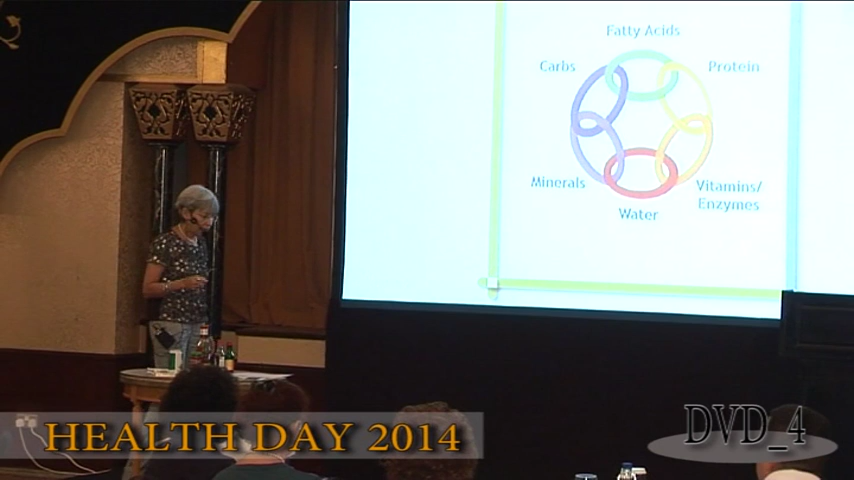 Fatty Acids
Carbs
Protein
Minerals
Vitamins/
Enzymes
Water
HEALTH DAY 2014
DVD_4